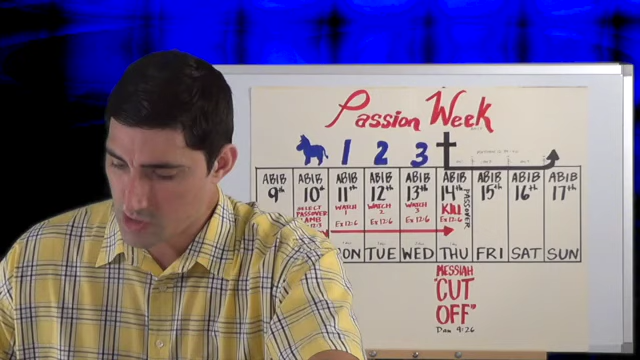 Passion Week
1 2 3
ABIB ABIB ABIB ABIB ABIB ABIB ABIB ABIB ABIB
9th 10th 11th 12th 13th 14th 15th 16th 17th
SELECT WATCH WATCH WATCH KILL PASSOVER
PASSOVER 1 2 3 Ex 12:6
LAMB Ex 12:6 Ex 12:6 Ex 12:6
12:3
ON TUE WED THU FRI SAT SUN
MESSIAH
"CUT
OFF"
Dan 9:26